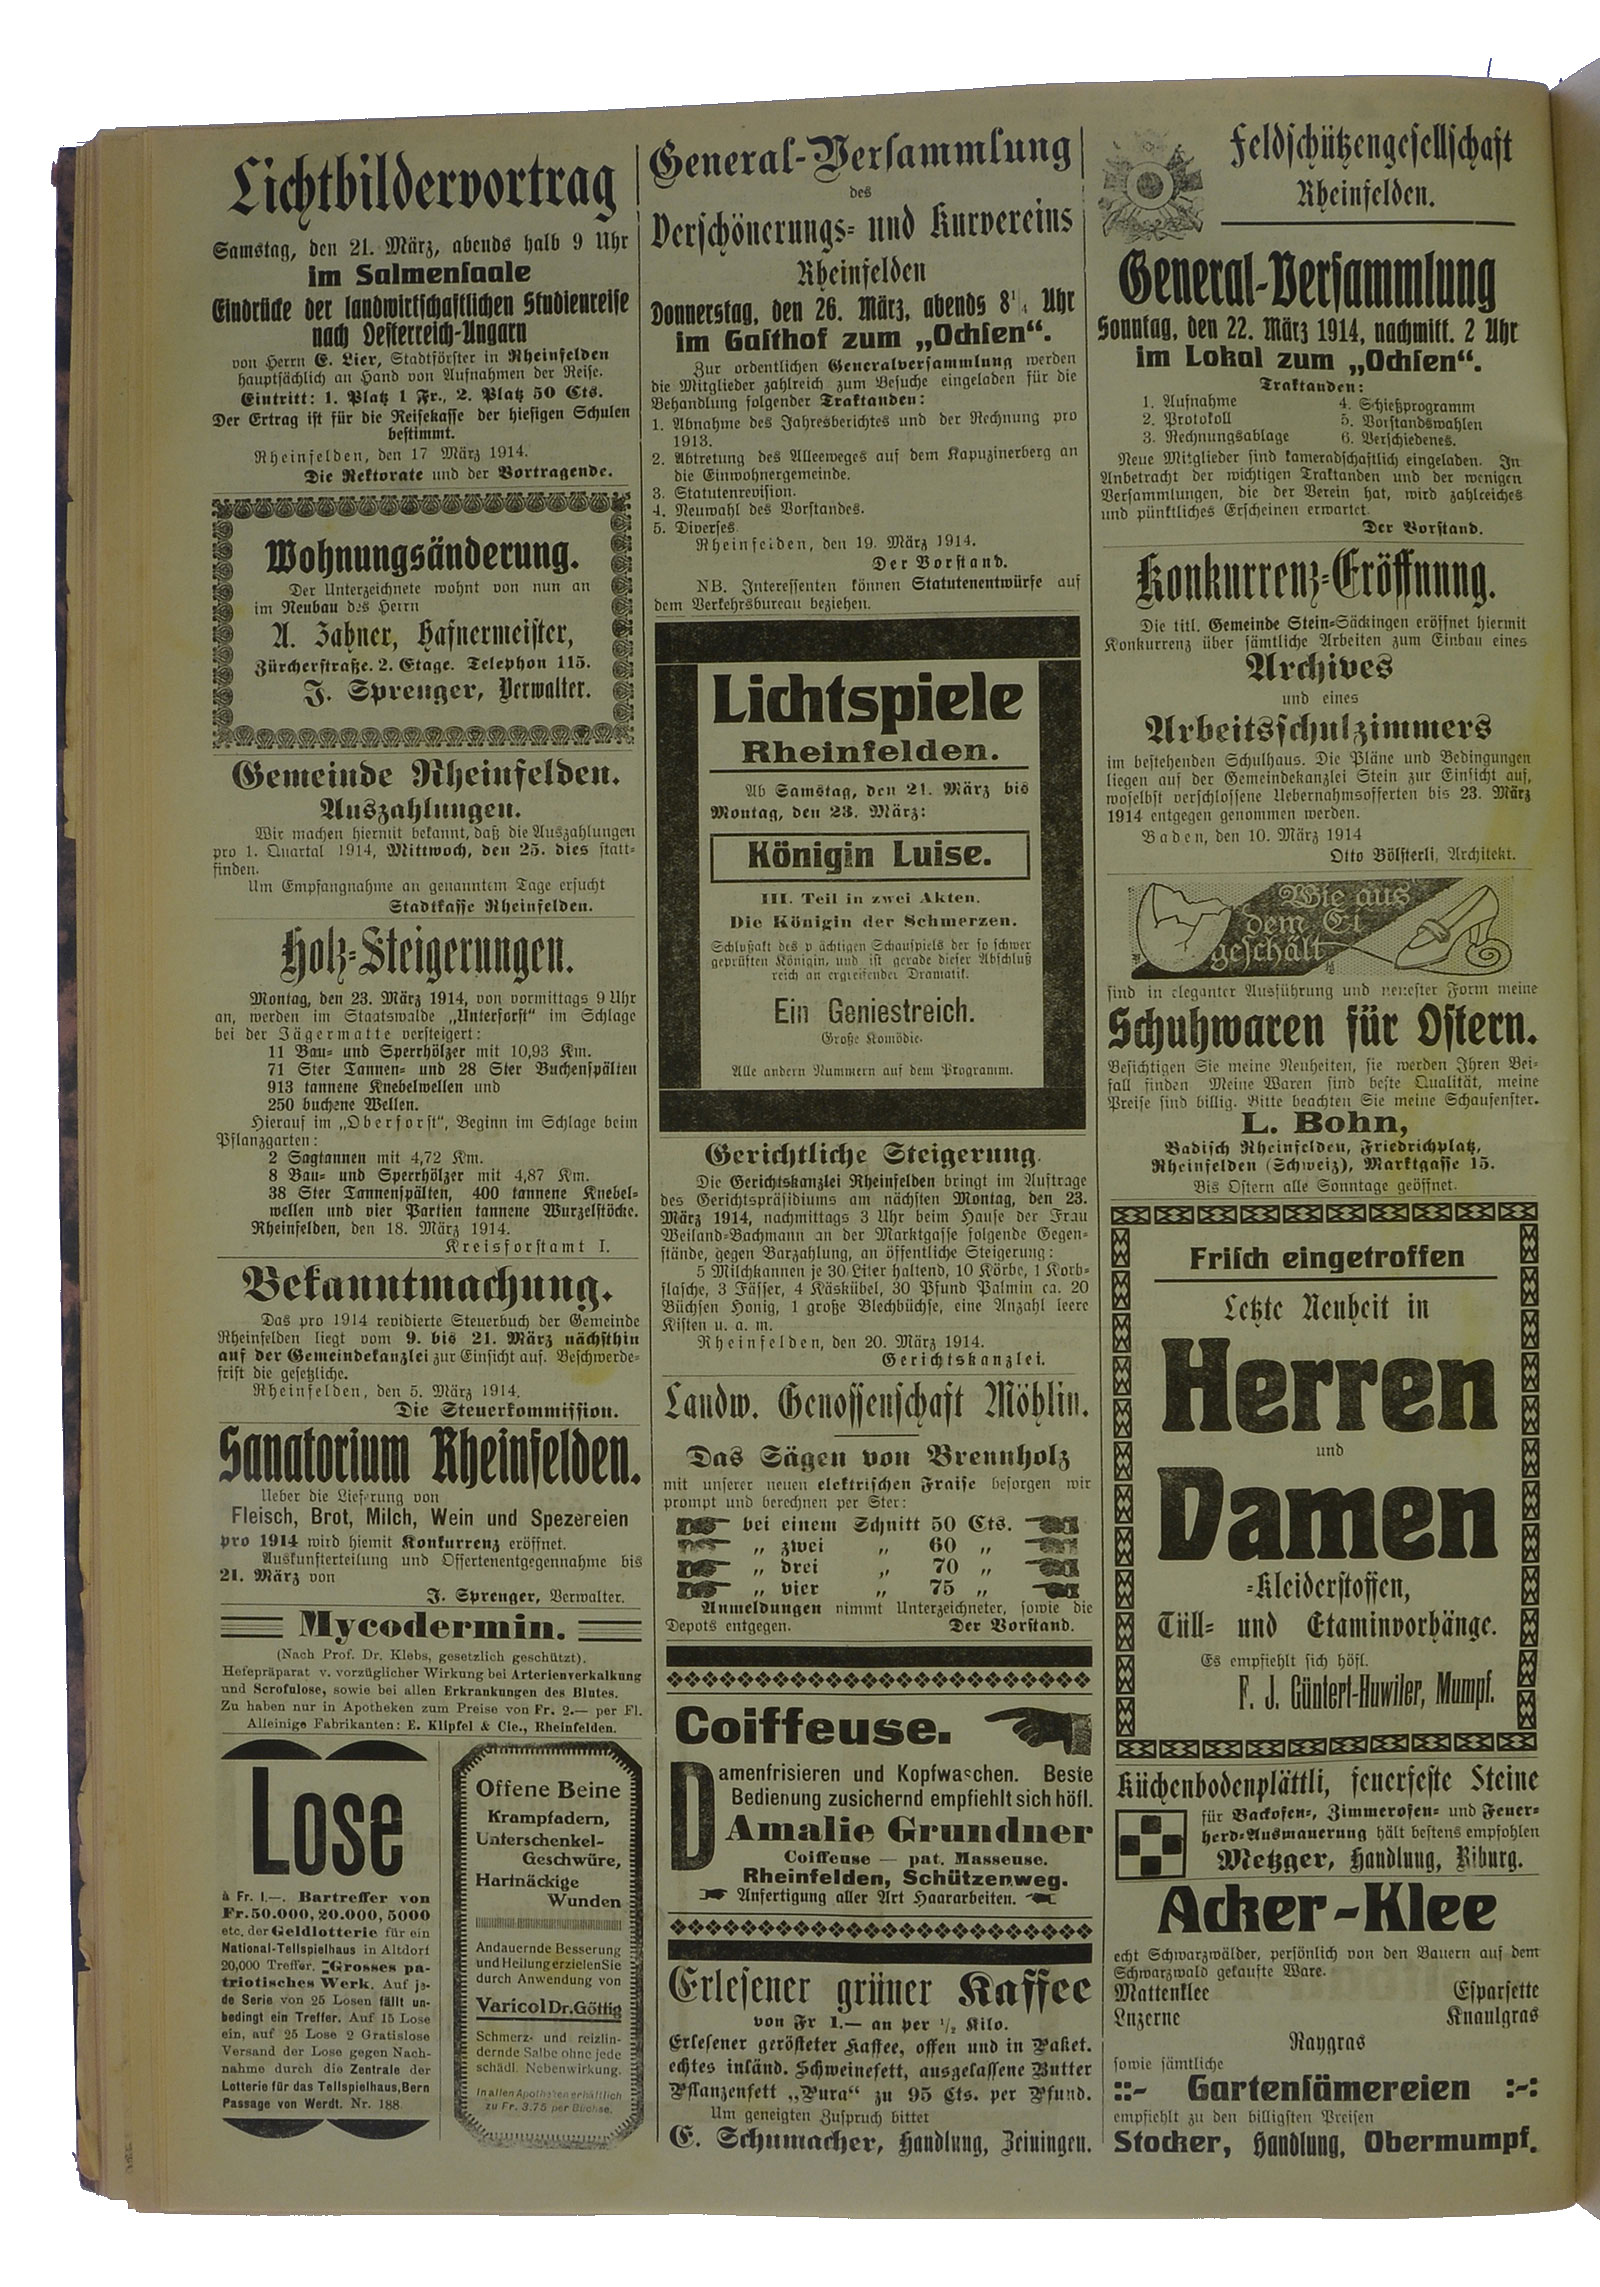 Lichtbildervortrag
Samstag, den 21. März, abends halb 9 Uhr
im Salmensaale
Eindrücke der landwirtschaftlichen Studienreise
nach Oesterreich-Ungarn
von Herrn E. Lier, Stadtförster in Rheinfelden
hauptsächlich an Hand von Aufnahmen der Reise.
Eintritt: 1. Platz 1 Fr., 2. Platz 50 Cts.
Der Ertrag ist für die Reisekasse der hiesigen Schulen
bestimmt.
Rheinfelden, den 17 März 1914.
Die Rektorate und der Vortragende.
Wohnungsänderung.
Der Unterzeichnete wohnt von nun an
im Neubau des Herrn
A. Zahner, Hafnermeister,
Zürcherstraße. 2. Etage. Telephon 115.
J. Sprenger, Verwalter.
Gemeinde Rheinfelden.
Auszahlungen.
Wir machen hiermit bekannt, daß die Auszahlungen
pro 1. Quartal 1914, Mittwoch, den 25. dies statt-
finden.
Um Empfangnahme an genanntem Tage ersucht
Stadtkasse Rheinfelden.
Holz-Steigerungen.
Montag, den 23. März 1914, von vormittags 9 Uhr
an, werden im Staatswalde „Unterforst“ im Schlage
bei der Jägermatte versteigert:
11 Bau- und Sperrhölzer mit 10,93 Km.
71 Ster Tannen- und 28 Ster Buchenspälten
913 tannene Knebelwellen und
250 buchene Wellen.
Hierauf im „Oberforst“, Beginn im Schlage beim
Pflanzgarten:
2 Sagtannen mit 4,72 Km.
8 Bau- und Sperrhölzer mit 4,87 Km.
38 Ster Tannenspälten, 400 tannene Knebel-
wellen und vier Partien tannene Wurzelstöcke.
Rheinfelden, den 18. März 1914.
Kreisforstamt I.
Bekanntmachung.
Das pro 1914 revidierte Steuerbuch der Gemeinde
Rheinfelden liegt vom 9. bis 21. März nächsthin
auf der Gemeindekanzlei zur Einsicht auf. Beschwerde-
frist die gesetzliche.
Rheinfelden, den 5. März 1914.
Die Steuerkommission.
Sanatorium Rheinfelden.
Ueber die Lieferung von
Fleisch, Brot, Milch, Wein und Spezereien
pro 1914 wird hiemit Konkurrenz eröffnet.
Auskunfterteilung und Offertenentgegennahme bis
21. März von
J. Sprenger, Verwalter.
Mycodermin.
(Nach Prof. Dr. Klebs, gesetzlich geschützt).
Hefepräparat v. vorzüglicher Wirkung bei Arterienverkalkung
und Scrofulose, sowie bei allen Erkrankungen des Blutes.
Zu haben nur in Apotheken zum Preise von Fr. 2.— per Fl.
Alleinige Fabrikanten: E. Klipfel & Cie., Rheinfelden.
Lose
à Fr. 1.—. Bartreffer von
Fr. 50.000, 20.000, 5000
etc. der Geldlotterie für ein
National-Tellspielhaus in Altdorf
20,000 Treffer. Grosses pa-
triotisches Werk. Auf je-
de Serie von 25 Losen fällt un-
bedingt ein Treffer. Auf 15 Lose
ein, auf 25 Lose 2 Gratislose
Versand der Lose gegen Nach-
nahme durch die Zentrale der
Lotterie für das Tellspielhaus, Bern
Passage von Werdt. Nr. 188
Offene Beine
Krampfadern,
Unterschenkel-
Geschwüre,
Hartnäckige
Wunden
Andauernde Besserung
und Heilung erzielen Sie
durch Anwendung von
Varicol Dr. Göttig
Schmerz- und reizlin-
dernde Salbe ohne jede
schädl. Nebenwirkung.
In allen Apotheken erhältlich
zu Fr. 3.75 per Büchse.
General-Versammlung
des
Verschönerungs- und Kurvereins
Rheinfelden
Donnerstag, den 26. März, abends 8¼ Uhr
im Gasthof zum „Ochsen“.
Zur ordentlichen Generalversammlung werden
die Mitglieder zahlreich zum Besuche eingeladen für die
Behandlung folgender Traktanden:
1. Abnahme des Jahresberichtes und der Rechnung pro
1913.
2. Abtretung des Alleeweges auf dem Kapuzinerberg an
die Einwohnergemeinde.
3. Statutenrevision.
4. Neuwahl des Vorstandes.
5. Diverses.
Rheinfelden, den 19. März 1914.
Der Vorstand.
NB. Interessenten können Statutenentwürfe auf
dem Verkehrsbureau beziehen.
Lichtspiele
Rheinfelden.
Ab Samstag, den 21. März bis
Montag, den 23. März:
Königin Luise.
III. Teil in zwei Akten.
Die Königin der Schmerzen.
Schlußakt des p ächtigen Schauspiels der so schwer
geprüften Königin, und ist gerade dieser Abschluß
reich an ergreifender Dramatik.
Ein Geniestreich.
Große Komödie.
Alle andern Nummern auf dem Programm.
Gerichtliche Steigerung.
Die Gerichtskanzlei Rheinfelden bringt im Auftrage
des Gerichtspräsidiums am nächsten Montag, den 23.
März 1914, nachmittags 3 Uhr beim Hause der Frau
Weiland-Bachmann an der Marktgasse folgende Gegen-
stände, gegen Barzahlung, an öffentliche Steigerung:
5 Milchkannen je 30 Liter haltend, 10 Körbe, 1 Korb-
flasche, 3 Fässer, 4 Käskübel, 30 Pfund Palmin ca. 20
Büchsen Honig, 1 große Blechbüchse, eine Anzahl leere
Kisten u. a. m.
Rheinfelden, den 20. März 1914.
Gerichtskanzlei.
Landw. Genossenschaft Möhlin.
Das Sägen von Brennholz
mit unserer neuen elektrischen Fraise besorgen wir
prompt und berechnen per Ster:
bei einem Schnitt 50 Cts.
„ zwei „ 60 „
„ drei „ 70 „
„ vier „ 75 „
Anmeldungen nimmt Unterzeichneter, sowie die
Depots entgegen. Der Vorstand.
Coiffeuse.
Damenfrisieren und Kopfwaschen. Beste
Bedienung zusichernd empfiehlt sich höfl.
Amalie Grundner
Coiffeuse — pat. Masseuse.
Rheinfelden, Schützenweg.
Anfertigung aller Art Haararbeiten.
Erlesener grüner Kaffee
von Fr 1.— an per ½ Kilo.
Erlesener gerösteter Kaffee, offen und in Paket.
echtes inländ. Schweinefett, ausgelassene Butter
Pflanzenfett „Pura“ zu 95 Cts. per Pfund.
Um geneigten Zuspruch bittet
E. Schumacher, Handlung, Zeiningen.
Feldschützengesellschaft
Rheinfelden.
General-Versammlung
Sonntag, den 22. März 1914, nachmitt. 2 Uhr
im Lokal zum „Ochsen“.
Traktanden:
1. Aufnahme 4. Schießprogramm
2. Protokoll 5. Vorstandswahlen
3. Rechnungsablage 6. Verschiedenes.
Neue Mitglieder sind kameradschaftlich eingeladen. In
Anbetracht der wichtigen Traktanden und der wenigen
Versammlungen, die der Verein hat, wird zahlreiches
und pünktliches Erscheinen erwartet.
Der Vorstand.
Konkurrenz-Eröffnung.
Die titl. Gemeinde Stein-Säckingen eröffnet hiermit
Konkurrenz über sämtliche Arbeiten zum Einbau eines
Archives
und eines
Arbeitsschulzimmers
im bestehenden Schulhaus. Die Pläne und Bedingungen
liegen auf der Gemeindekanzlei Stein zur Einsicht auf,
woselbst verschlossene Uebernahmsofferten bis 23. März
1914 entgegen genommen werden.
Baden, den 10. März 1914
Otto Bölsterli, Architekt.
Wie aus
dem Ei
geschält
sind in eleganter Ausführung und neuester Form meine
Schuhwaren für Ostern.
Besichtigen Sie meine Neuheiten, sie werden Ihren Bei-
fall finden Meine Waren sind beste Qualität, meine
Preise sind billig. Bitte beachten Sie meine Schaufenster.
L. Bohn,
Badisch Rheinfelden, Friedrichplatz,
Rheinfelden (Schweiz), Marktgasse 15.
Bis Ostern alle Sonntage geöffnet.
Frisch eingetroffen
Letzte Neuheit in
Herren
und
Damen
-Kleiderstoffen,
Tüll- und Etaminvorhänge.
Es empfiehlt sich höfl.
F. J. Güntert-Huwiler, Mumpf.
Küchenbodenplättli, feuerfeste Steine
für Backofen-, Zimmerofen- und Feuer-
herd-Ausmauerung hält bestens empfohlen
Metzger, Handlung, Riburg.
Acker-Klee
echt Schwarzwälder, persönlich von den Bauern auf dem
Schwarzwald gekaufte Ware.
Mattenklee Esparsette
Luzerne Knaulgras
Raygras
sowie sämtliche
::- Gartensämereien :-:
empfiehlt zu den billigsten Preisen
Stocker, Handlung, Obermumpf.